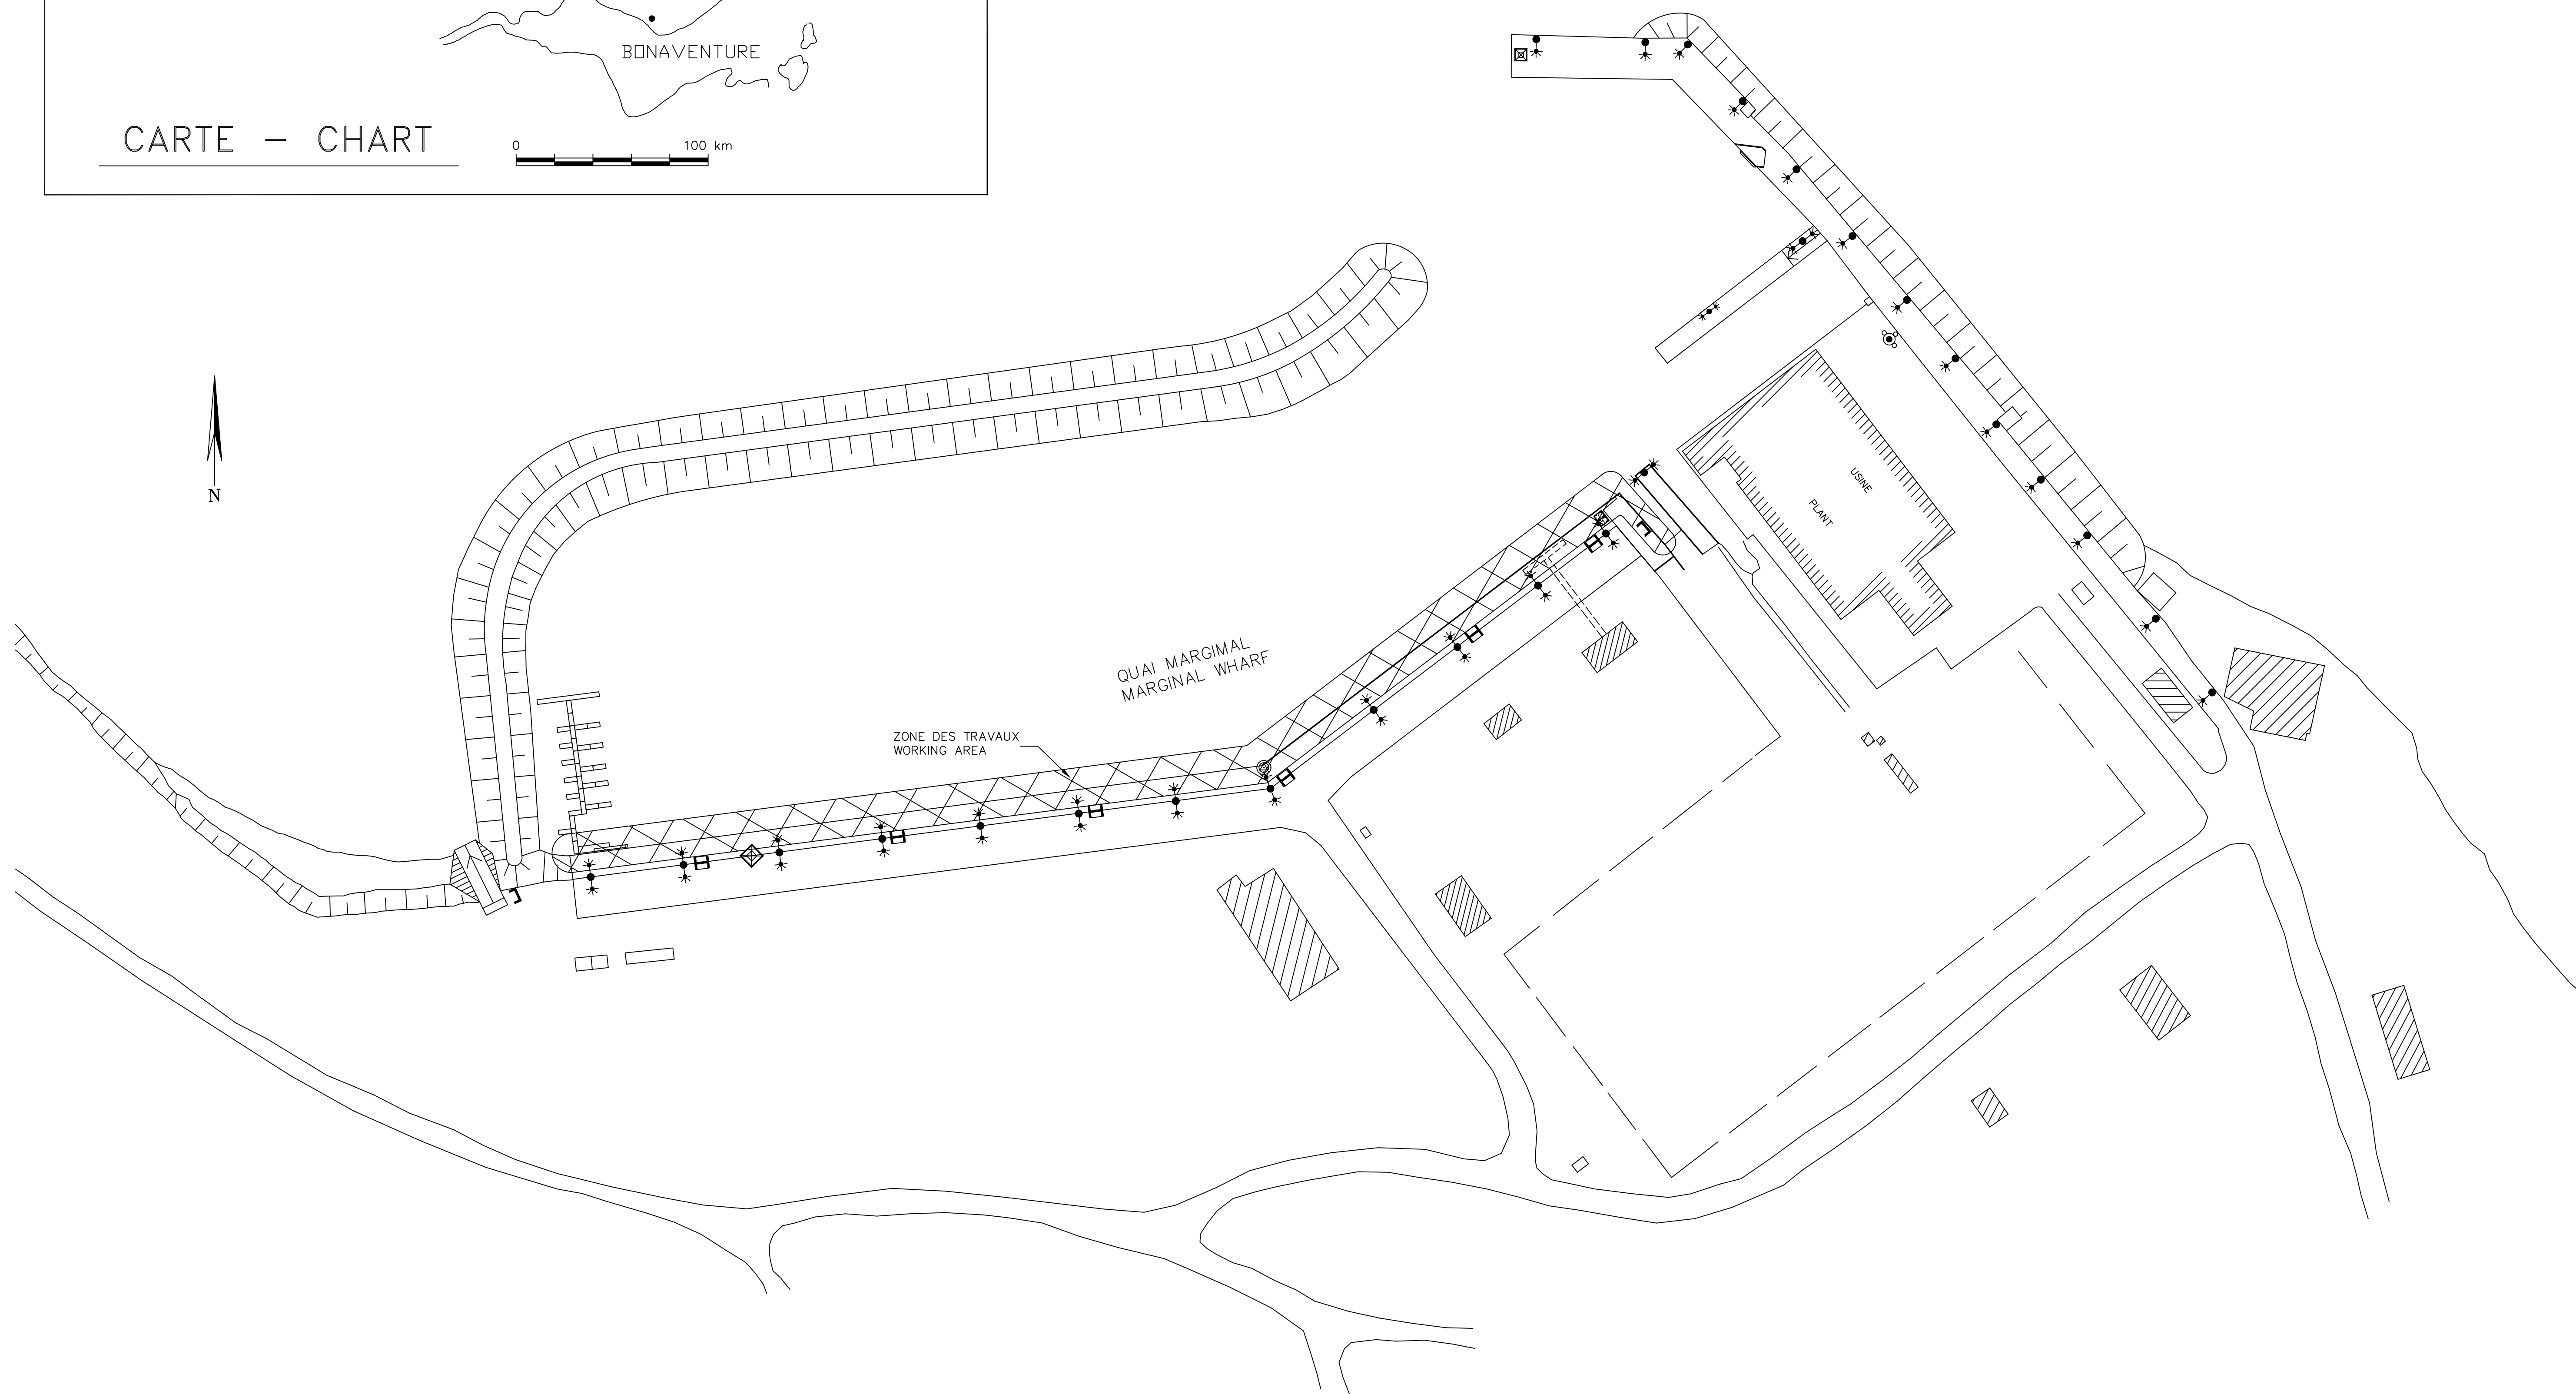 BONAVENTURE
CARTE - CHART
0 100 km
N
USINE
PLANT
QUAI MARGIMAL
MARGINAL WHARF
ZONE DES TRAVAUX
WORKING AREA